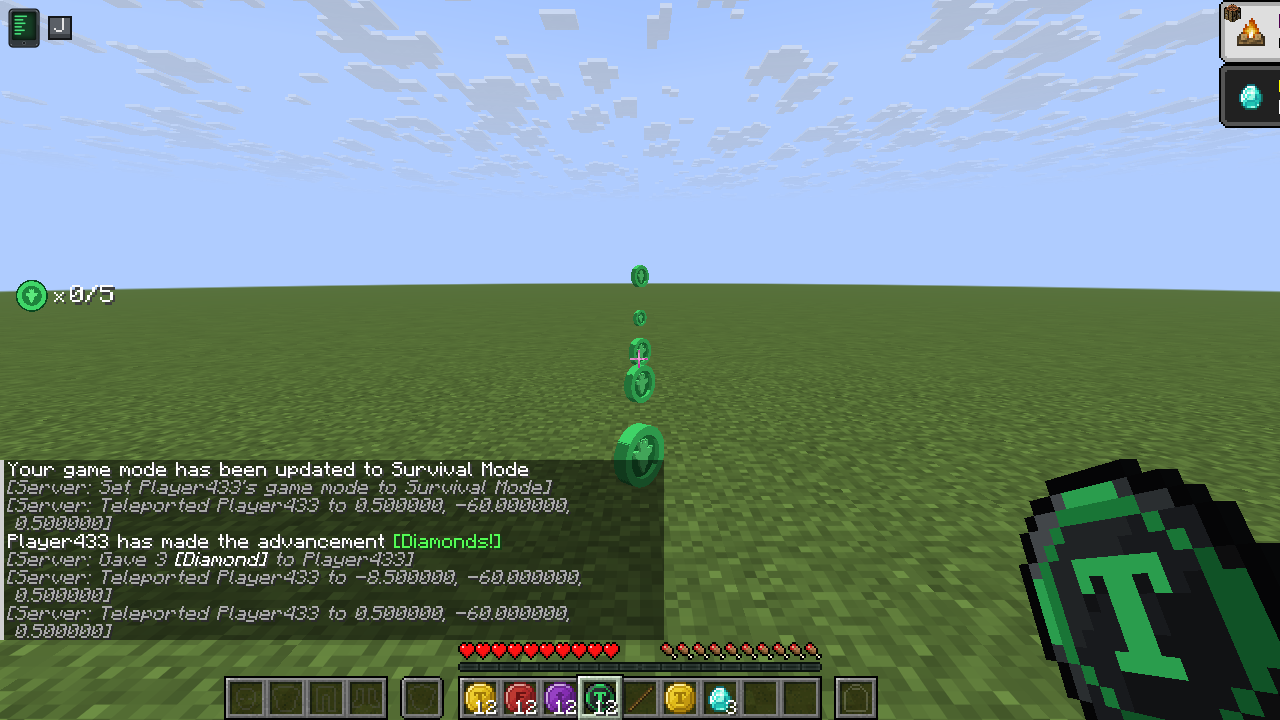 J
x0/5
Your game mode has been updated to Survival Mode
[Server: Set Player433's game mode to Survival Mode]
[Server: Teleported Player433 to 0.500000, -60.000000,
0.500000]
Player433 has made the advancement [Diamonds!]
[Server: Gave 3 [Diamond] to Player433]
[Server: Teleported Player433 to -8.500000, -60.000000,
0.500000]
[Server: Teleported Player433 to 0.500000, -60.000000,
0.500000]
T
T 12 F 12 12 T 12 T 3